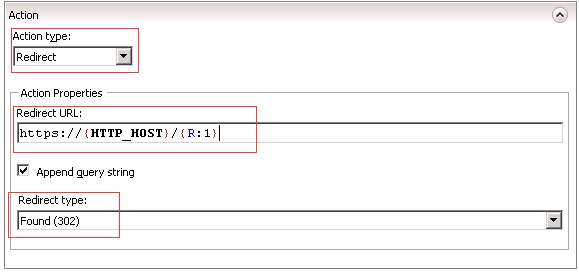 Action
Action type:
Redirect
Action Properties
Redirect URL:
https://{HTTP_HOST}/{R:1}
Append query string
Redirect type:
Found (302)